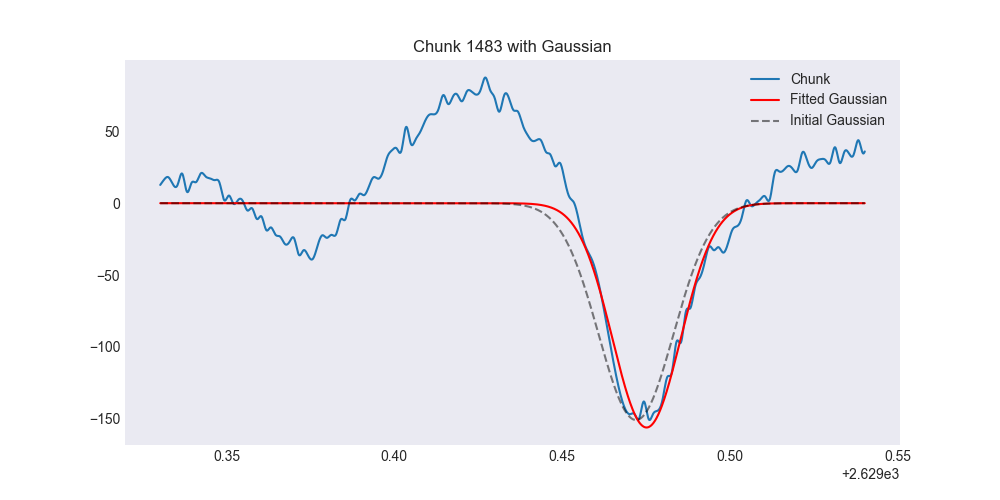 Chunk 1483 with Gaussian
Chunk
Fitted Gaussian
Initial Gaussian
50
0
−50
−100
−150
0.35
0.40
0.45
0.50
0.55
+2.629e3